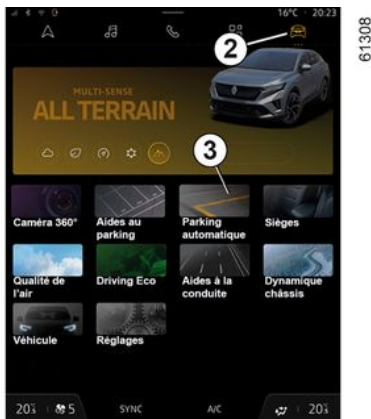 16°C 20:23
2
MULTI-SENSE
ALL TERRAIN
3
Caméra 360°
Aides au
parking
Parking
automatique
Sièges
Qualité de
l'air
Driving Eco
Aides à la
conduite
Dynamique
châssis
Véhicule
Réglages
5
SYNC
A/C
61308